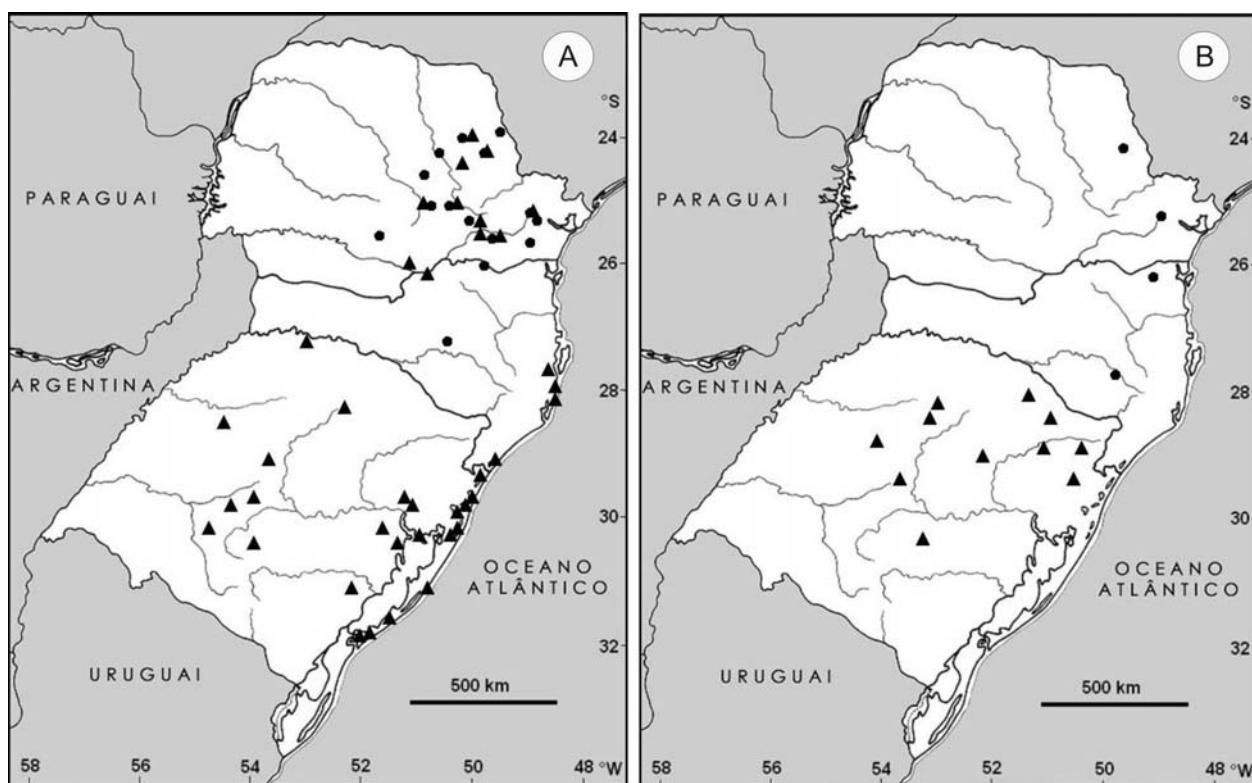 A
°S
24
PARAGUAI
26
ARGENTINA
28
30
OCEANO
ATLÂNTICO
32
URUGUAI
500 km
58 56 54 52 50 48 °W
B
°S
24
PARAGUAI
26
ARGENTINA
28
30
OCEANO
ATLÂNTICO
32
URUGUAI
500 km
58 56 54 52 50 48 °W